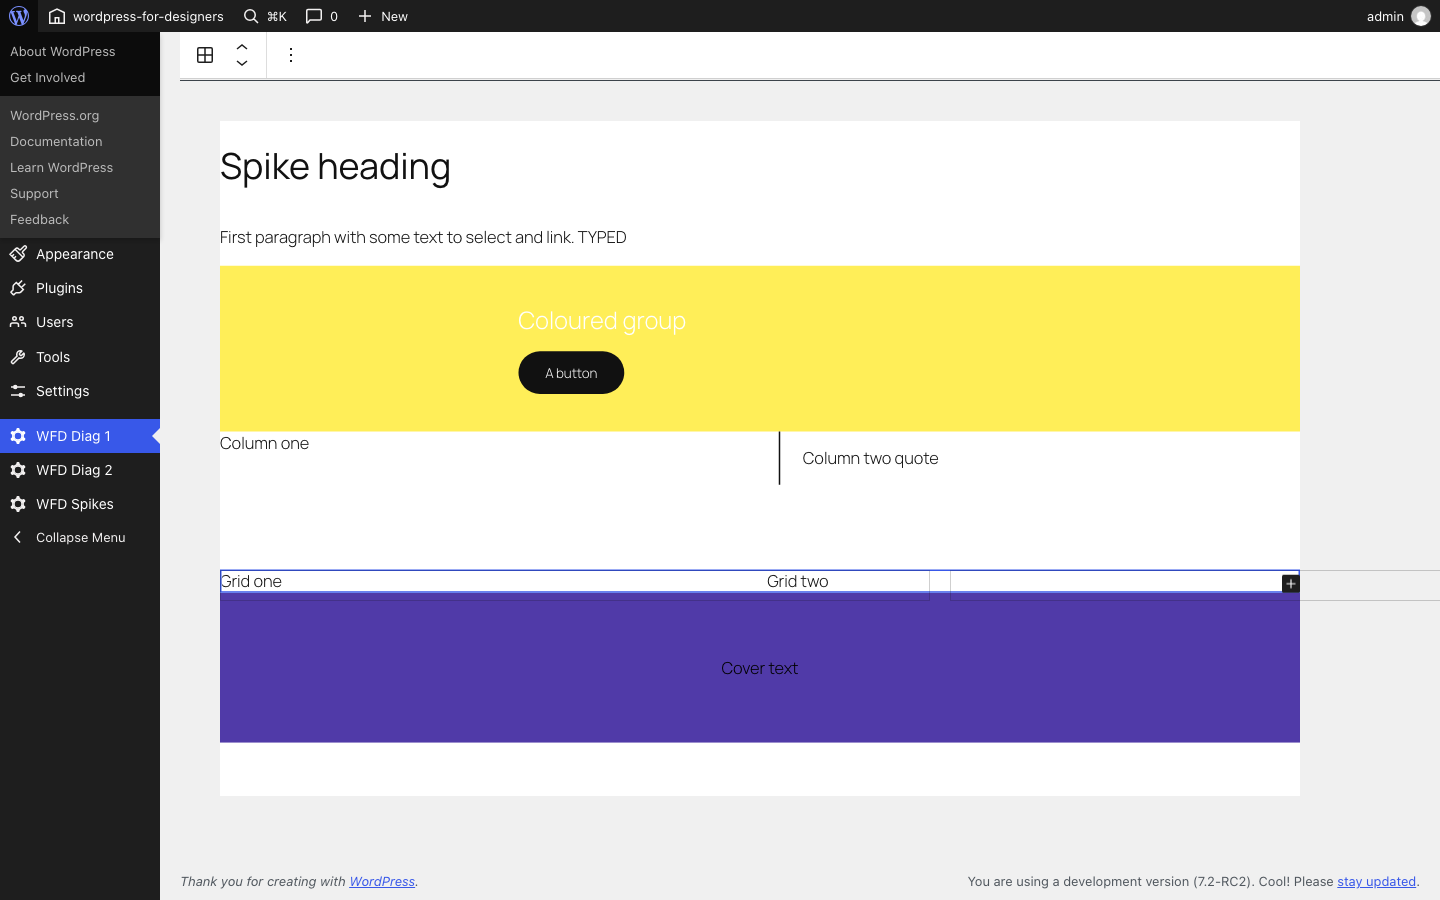 wordpress-for-designers
⌘K
0
New
admin
About WordPress
Get Involved
WordPress.org
Documentation
Learn WordPress
Support
Feedback
Appearance
Plugins
Users
Tools
Settings
WFD Diag 1
WFD Diag 2
WFD Spikes
Collapse Menu
Spike heading
First paragraph with some text to select and link. TYPED
Coloured group
A button
Column one
Column two quote
Grid one
Grid two
Cover text
Thank you for creating with WordPress.
You are using a development version (7.2-RC2). Cool! Please stay updated.